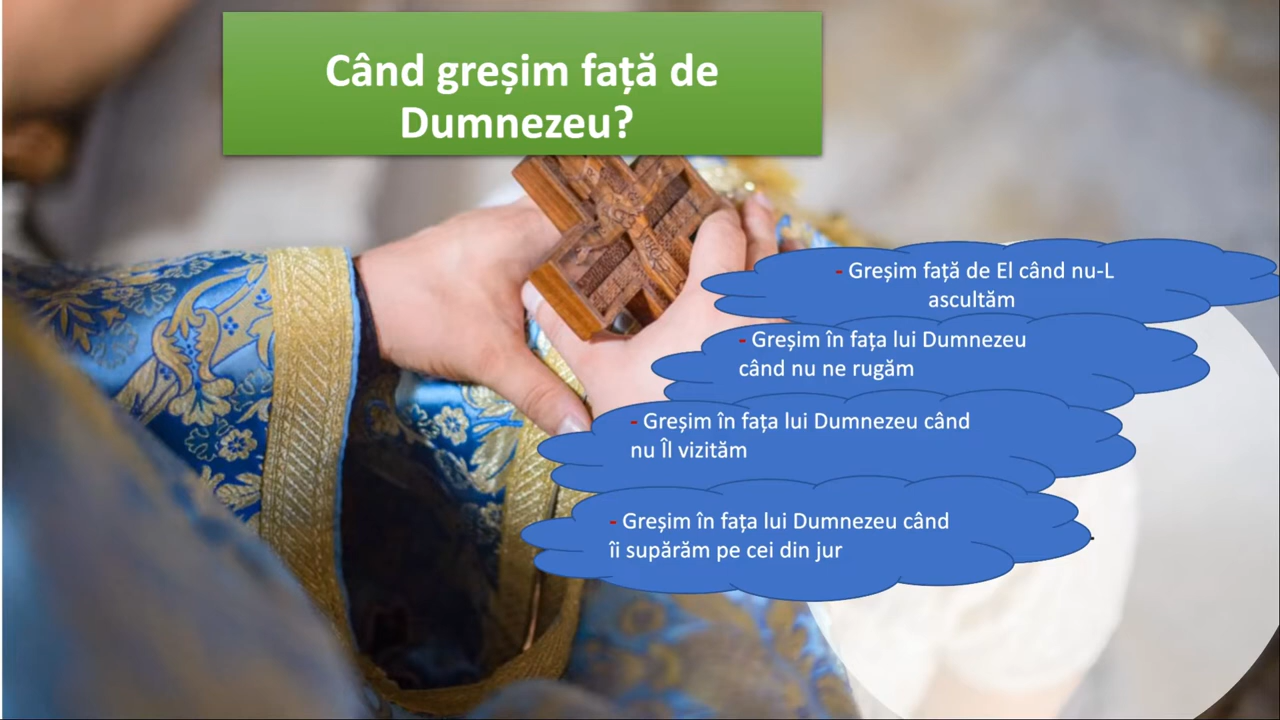 Când greșim față de
Dumnezeu?
- Greșim față de El când nu-L
ascultăm
- Greșim în fața lui Dumnezeu
când nu ne rugăm
- Greșim în fața lui Dumnezeu când
nu Îl vizităm
- Greșim în fața lui Dumnezeu când
îi supărăm pe cei din jur
.